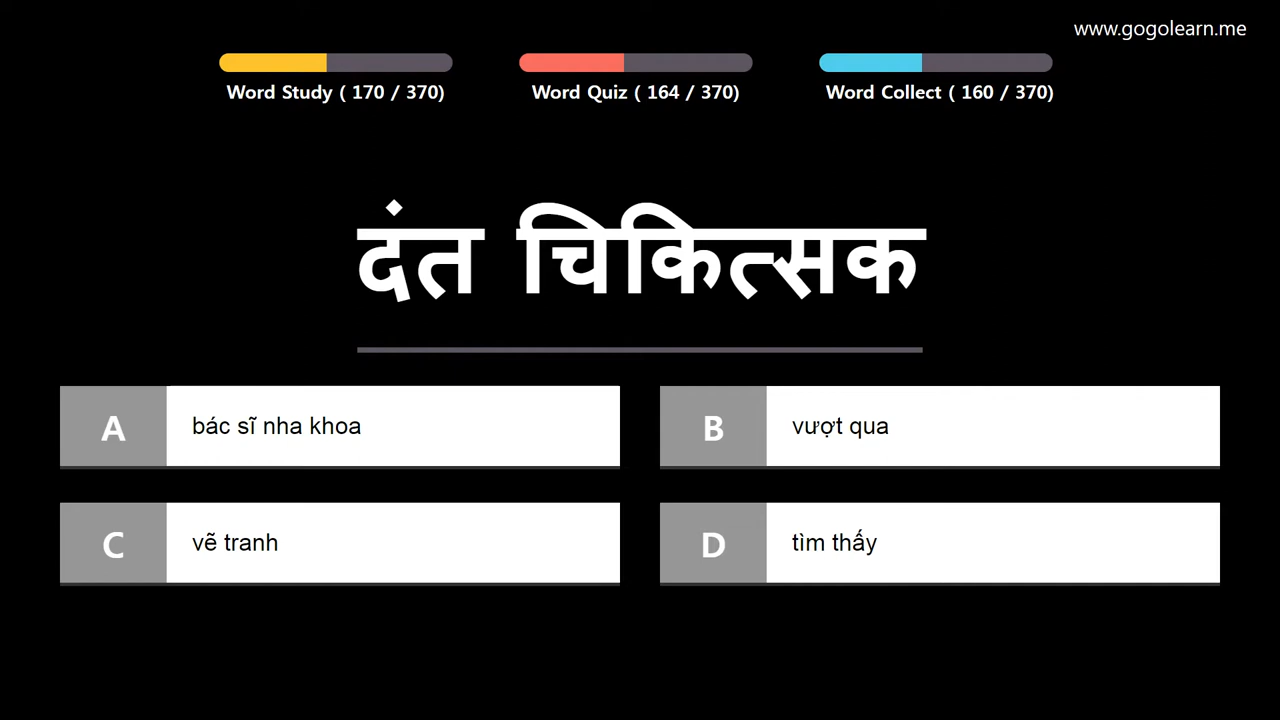 www.gogolearn.me
Word Study ( 170 / 370)
Word Quiz ( 164 / 370)
Word Collect ( 160 / 370)
दंत चिकित्सक
A
bác sĩ nha khoa
B
vượt qua
C
vẽ tranh
D
tìm thấy